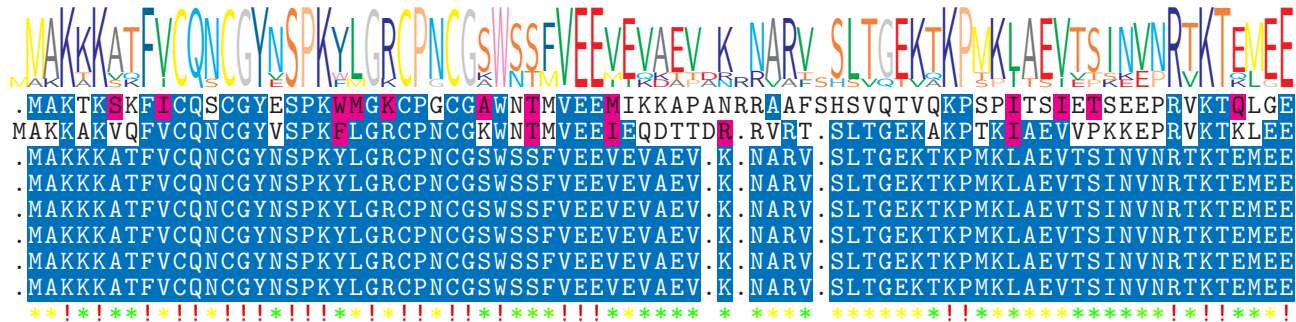 MAKKKATFVCQNCGYNSPKYLGRCPNCGSWSSFVEEVEVAEV K NARV SLTGEKTKPMKLAEVTSINVNRTKTEMEE
.MAKTKSKFICQSCGYESPKWMGKCPGCGAWNTMVEEMIKKAPANRRAAFSHSVQTVQKPSPITSIETSEEPRVKTQLGE
MAKKAKVQFVCQNCGYVSPKFLGRCPNCGKWNTMVEEIEQDTTDR.RVRT.SLTGEKAKPTKIAEVVPKKEPRVKTKLEE
.MAKKKATFVCQNCGYNSPKYLGRCPNCGSWSSFVEEVEVAEV.K.NARV.SLTGEKTKPMKLAEVTSINVNRTKTEMEE
.MAKKKATFVCQNCGYNSPKYLGRCPNCGSWSSFVEEVEVAEV.K.NARV.SLTGEKTKPMKLAEVTSINVNRTKTEMEE
.MAKKKATFVCQNCGYNSPKYLGRCPNCGSWSSFVEEVEVAEV.K.NARV.SLTGEKTKPMKLAEVTSINVNRTKTEMEE
.MAKKKATFVCQNCGYNSPKYLGRCPNCGSWSSFVEEVEVAEV.K.NARV.SLTGEKTKPMKLAEVTSINVNRTKTEMEE
.MAKKKATFVCQNCGYNSPKYLGRCPNCGSWSSFVEEVEVAEV.K.NARV.SLTGEKTKPMKLAEVTSINVNRTKTEMEE
.MAKKKATFVCQNCGYNSPKYLGRCPNCGSWSSFVEEVEVAEV.K.NARV.SLTGEKTKPMKLAEVTSINVNRTKTEMEE
**!*!**!*!!*!!!*!!!**!*!!*!!*!***!!!****** * **** *******!!************!*!!***!